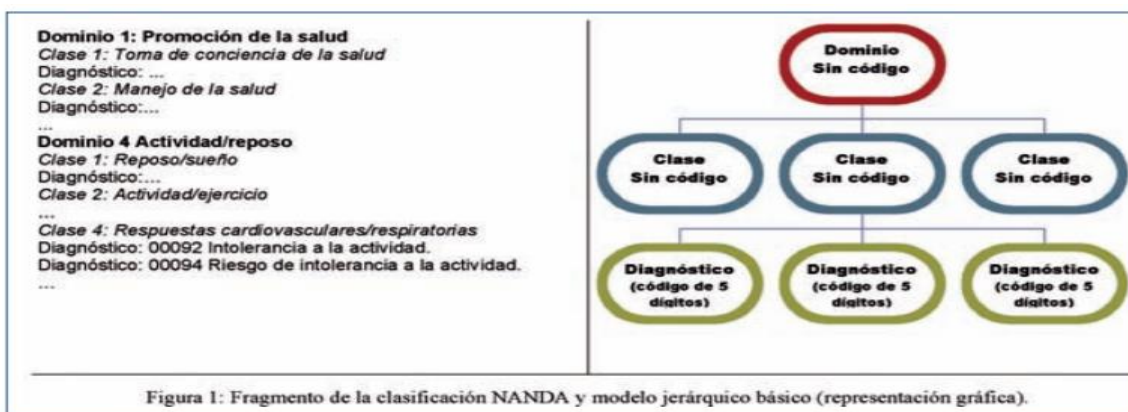 Dominio 1: Promoción de la salud
Clase 1: Toma de conciencia de la salud
Diagnóstico: ...
Clase 2: Manejo de la salud
Diagnóstico:...
...
Dominio 4 Actividad/reposo
Clase 1: Reposo/sueño
Diagnóstico:...
Clase 2: Actividad/ejercicio
...
Clase 4: Respuestas cardiovasculares/respiratorias
Diagnóstico: 00092 Intolerancia a la actividad.
Diagnóstico: 00094 Riesgo de intolerancia a la actividad.
...
Dominio
Sin código
Clase
Sin código
Clase
Sin código
Clase
Sin código
Diagnóstico
(código de 5
dígitos)
Diagnóstico
(código de 5
dígitos)
Diagnóstico
(código de 5
dígitos)
Figura 1: Fragmento de la clasificación NANDA y modelo jerárquico básico (representación gráfica).